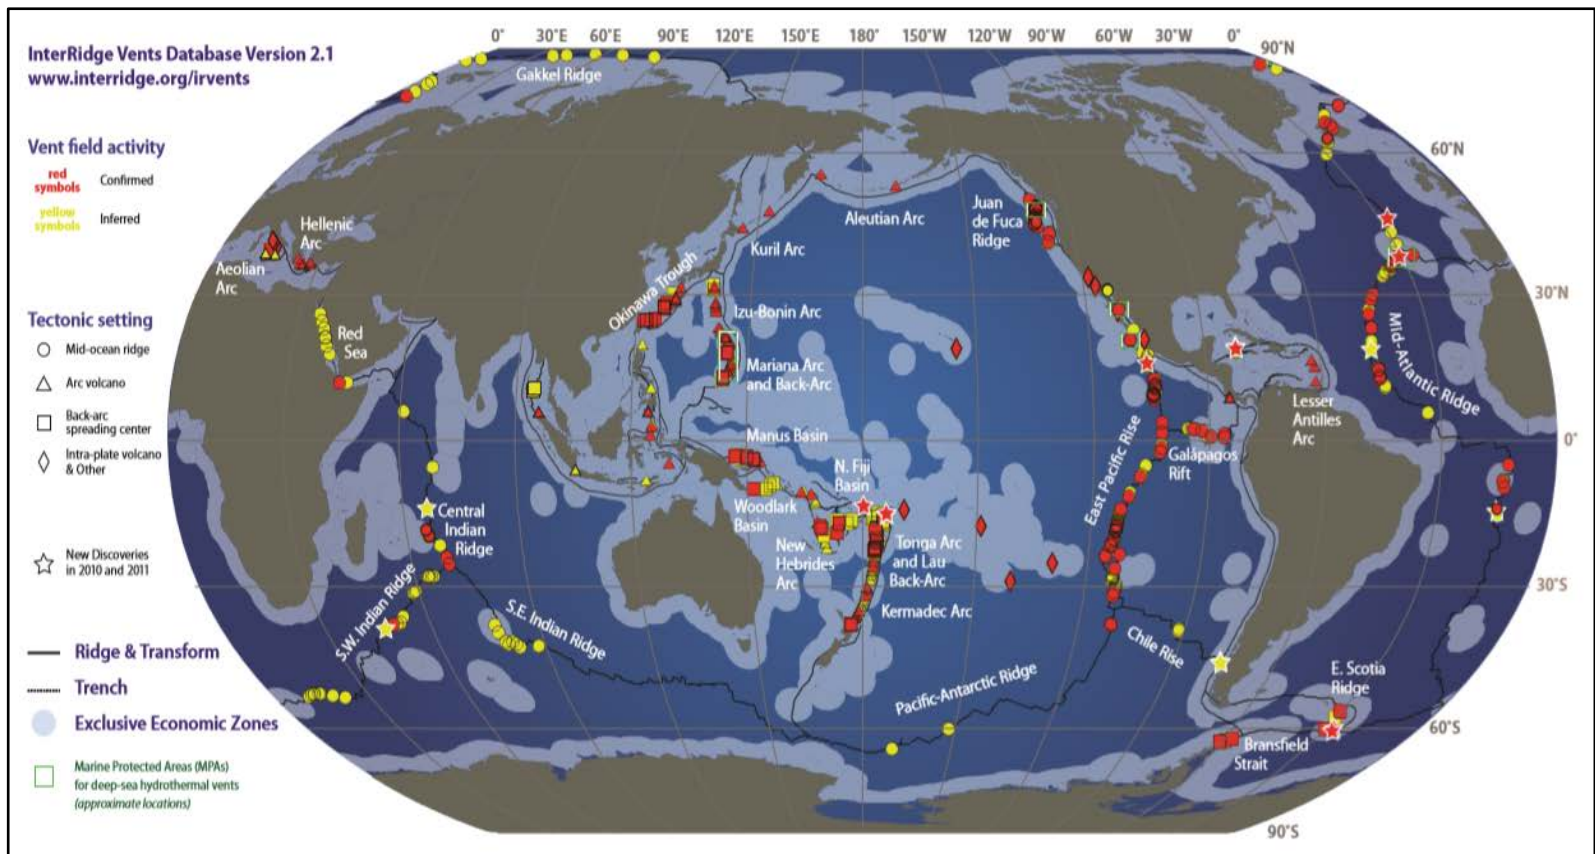 InterRidge Vents Database Version 2.1
www.interridge.org/irvents
Vent field activity
red
symbols
Confirmed
yellow
symbols
Inferred
Tectonic setting
Mid-ocean ridge
Arc volcano
Back-arc
spreading center
Intra-plate volcano
& Other
New Discoveries
in 2010 and 2011
Ridge & Transform
Trench
Exclusive Economic Zones
Marine Protected Areas (MPAs)
for deep-sea hydrothermal vents
(approximate locations)
0° 30°E 60°E 90°E 120°E 150°E 180° 150°W 120°W 90°W 60°W 30°W 0°
90°N
60°N
30°N
0°
30°S
60°S
90°S
Gakkel Ridge
Hellenic
Arc
Aeolian
Arc
Red
Sea
Aleutian Arc
Kuril Arc
Okinawa Trough
Izu-Bonin Arc
Mariana Arc
and Back-Arc
Juan
de Fuca
Ridge
Mid-Atlantic Ridge
Lesser
Antilles
Arc
Manus Basin
N. Fiji
Basin
Woodlark
Basin
New
Hebrides
Arc
Tonga Arc
and Lau
Back-Arc
Kermadec Arc
East Pacific Rise
Galápagos
Rift
Central
Indian
Ridge
S.W. Indian Ridge
S.E. Indian Ridge
Pacific-Antarctic Ridge
Chile Rise
E. Scotia
Ridge
Bransfield
Strait